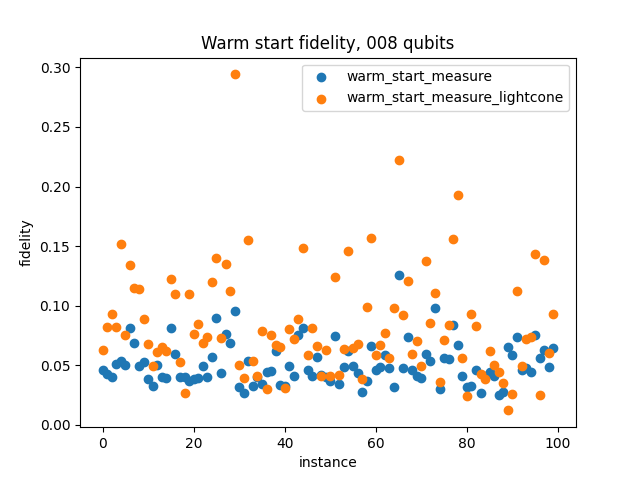 Warm start fidelity, 008 qubits
warm_start_measure
warm_start_measure_lightcone
fidelity
0.30
0.25
0.20
0.15
0.10
0.05
0.00
0 20 40 60 80 100
instance